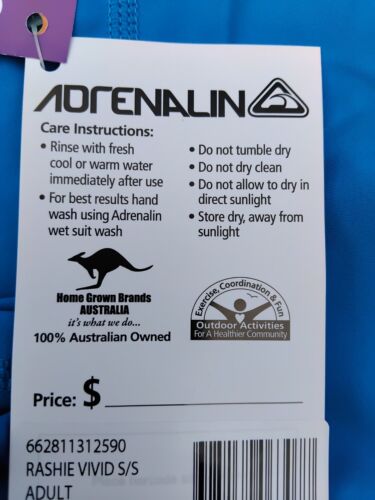 ADRENALIN
Care Instructions:
• Rinse with fresh
cool or warm water
immediately after use
• For best results hand
wash using Adrenalin
wet suit wash
• Do not tumble dry
• Do not dry clean
• Do not allow to dry in
direct sunlight
• Store dry, away from
sunlight
Home Grown Brands
AUSTRALIA
it's what we do...
100% Australian Owned
Exercise, Coordination & Fun
Outdoor Activities
For A Healthier Community
Price: $
662811312590
RASHIE VIVID S/S
ADULT